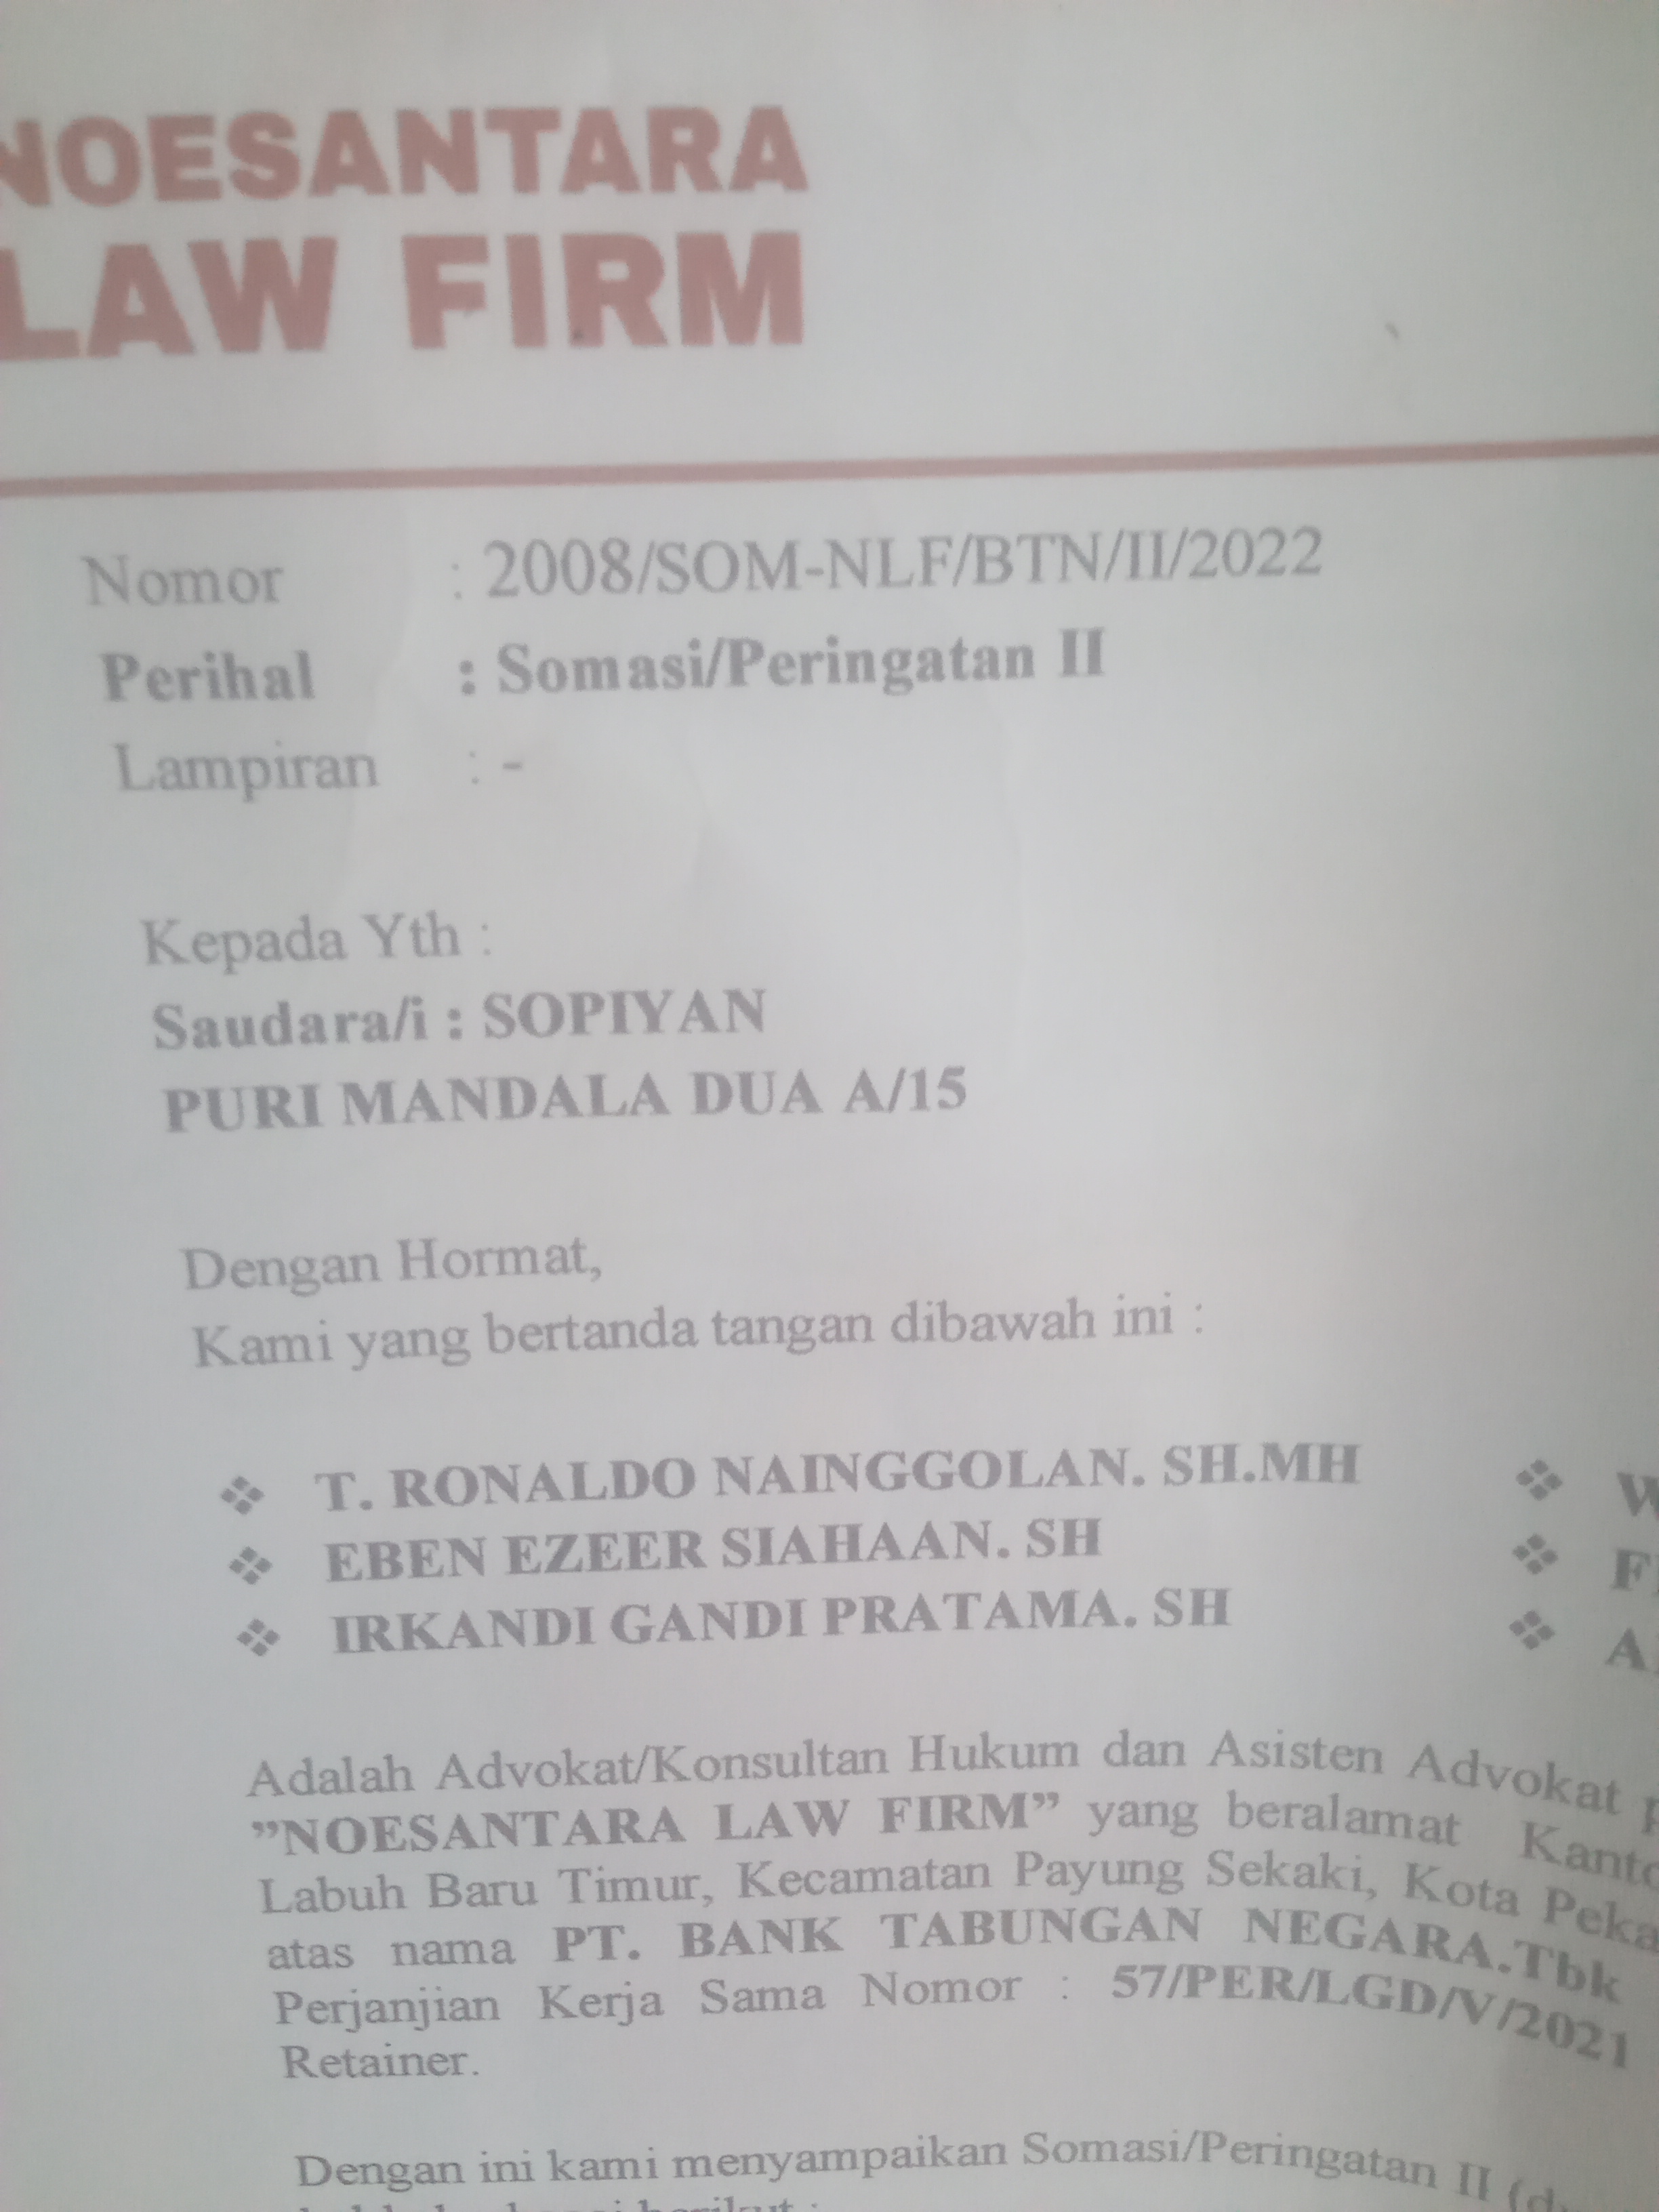 NOESANTARA
LAW FIRM
Nomor : 2008/SOM-NLF/BTN/II/2022
Perihal : Somasi/Peringatan II
Lampiran : -
Kepada Yth :
Saudara/i : SOPIYAN
PURI MANDALA DUA A/15
Dengan Hormat,
Kami yang bertanda tangan dibawah ini :
❖ T. RONALDO NAINGGOLAN. SH.MH ❖
❖ EBEN EZEER SIAHAAN. SH ❖
❖ IRKANDI GANDI PRATAMA. SH ❖
Adalah Advokat/Konsultan Hukum dan Asisten Advokat
”NOESANTARA LAW FIRM” yang beralamat
Labuh Baru Timur, Kecamatan Payung Sekaki, Kota
atas nama PT. BANK TABUNGAN NEGARA.Tbk
Perjanjian Kerja Sama Nomor : 57/PER/LGD/V/2021
Retainer.
Dengan ini kami menyampaikan Somasi/Peringatan II